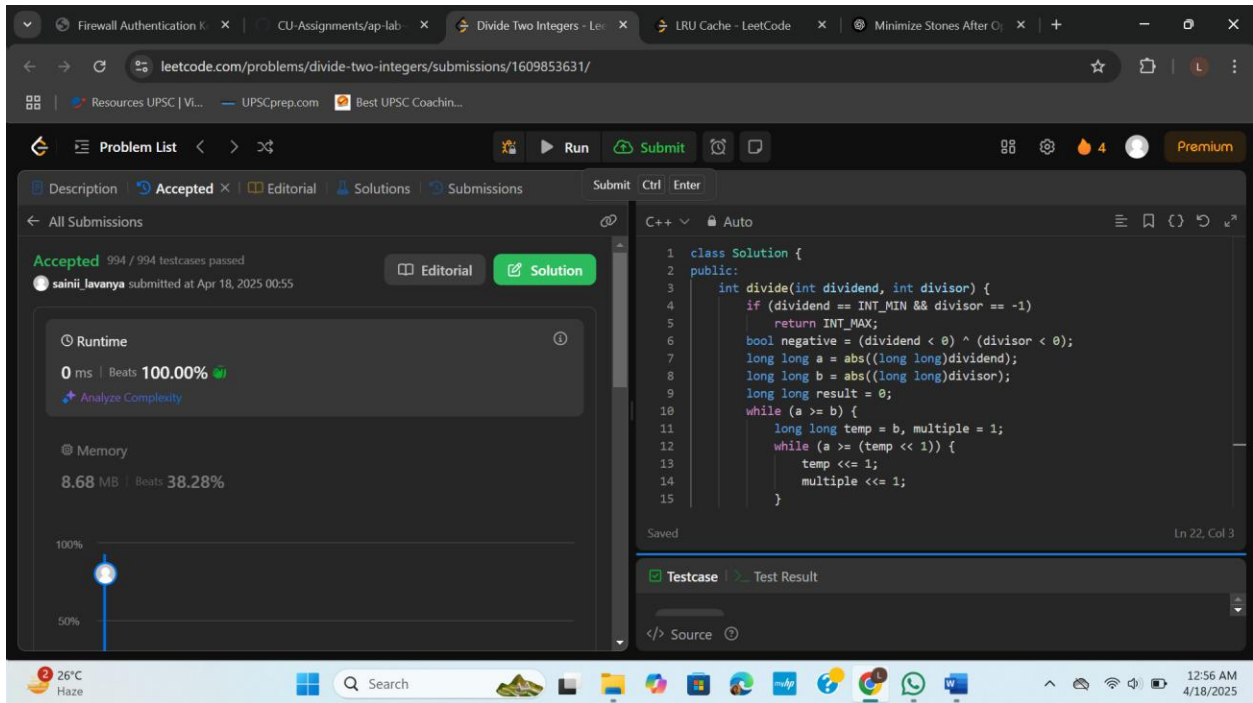 Firewall Authentication K
CU-Assignments/ap-lab
Divide Two Integers - Lee
LRU Cache - LeetCode
Minimize Stones After Op
leetcode.com/problems/divide-two-integers/submissions/1609853631/
L
Resources UPSC | Vi...
UPSCprep.com
Best UPSC Coachin...
Problem List
Run
Submit
4
Premium
Description
Accepted
Editorial
Solutions
Submissions
Submit Ctrl Enter
All Submissions
Accepted 994 / 994 testcases passed
sainii_lavanya submitted at Apr 18, 2025 00:55
Editorial
Solution
Runtime
0 ms | Beats 100.00%
Analyze Complexity
Memory
8.68 MB | Beats 38.28%
100%
50%
C++
Auto
1 class Solution {
2 public:
3     int divide(int dividend, int divisor) {
4         if (dividend == INT_MIN && divisor == -1)
5             return INT_MAX;
6         bool negative = (dividend < 0) ^ (divisor < 0);
7         long long a = abs((long long)dividend);
8         long long b = abs((long long)divisor);
9         long long result = 0;
10         while (a >= b) {
11             long long temp = b, multiple = 1;
12             while (a >= (temp << 1)) {
13                 temp <<= 1;
14                 multiple <<= 1;
15             }
Saved
Ln 22, Col 3
Testcase
Test Result
</> Source
2
26°C
Haze
Search
myhp
12:56 AM
4/18/2025